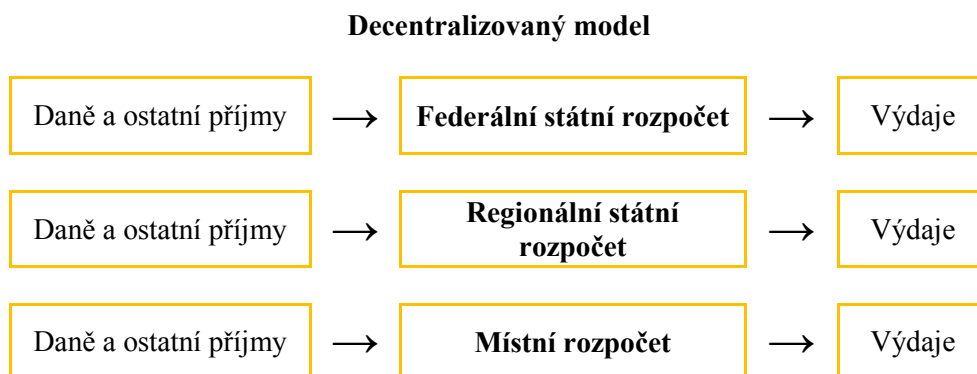 Decentralizovaný model
Daně a ostatní příjmy → Federální státní rozpočet → Výdaje
Daně a ostatní příjmy → Regionální státní
rozpočet → Výdaje
Daně a ostatní příjmy → Místní rozpočet → Výdaje